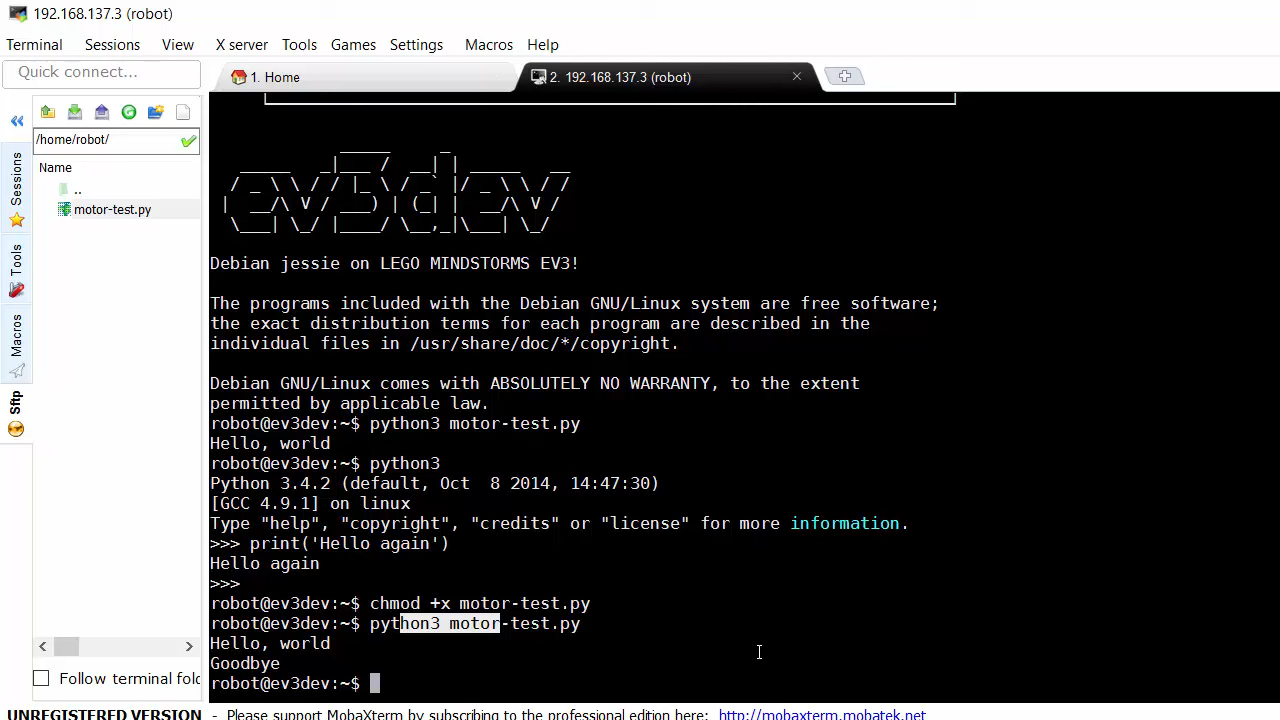 192.168.137.3 (robot)
Terminal Sessions View X server Tools Games Settings Macros Help
Quick connect...
1. Home
2. 192.168.137.3 (robot)
/home/robot/
Name
..
motor-test.py
Sessions
Tools
Macros
Sftp
Follow terminal fold
Debian jessie on LEGO MINDSTORMS EV3!
The programs included with the Debian GNU/Linux system are free software;
the exact distribution terms for each program are described in the
individual files in /usr/share/doc/*/copyright.
Debian GNU/Linux comes with ABSOLUTELY NO WARRANTY, to the extent
permitted by applicable law.
robot@ev3dev:~$ python3 motor-test.py
Hello, world
robot@ev3dev:~$ python3
Python 3.4.2 (default, Oct  8 2014, 14:47:30)
[GCC 4.9.1] on linux
Type "help", "copyright", "credits" or "license" for more information.
>>> print('Hello again')
Hello again
>>>
robot@ev3dev:~$ chmod +x motor-test.py
robot@ev3dev:~$ python3 motor-test.py
Hello, world
Goodbye
robot@ev3dev:~$
UNREGISTERED VERSION - Please support MobaXterm by subscribing to the professional edition here: http://mobaxterm.mobatek.net